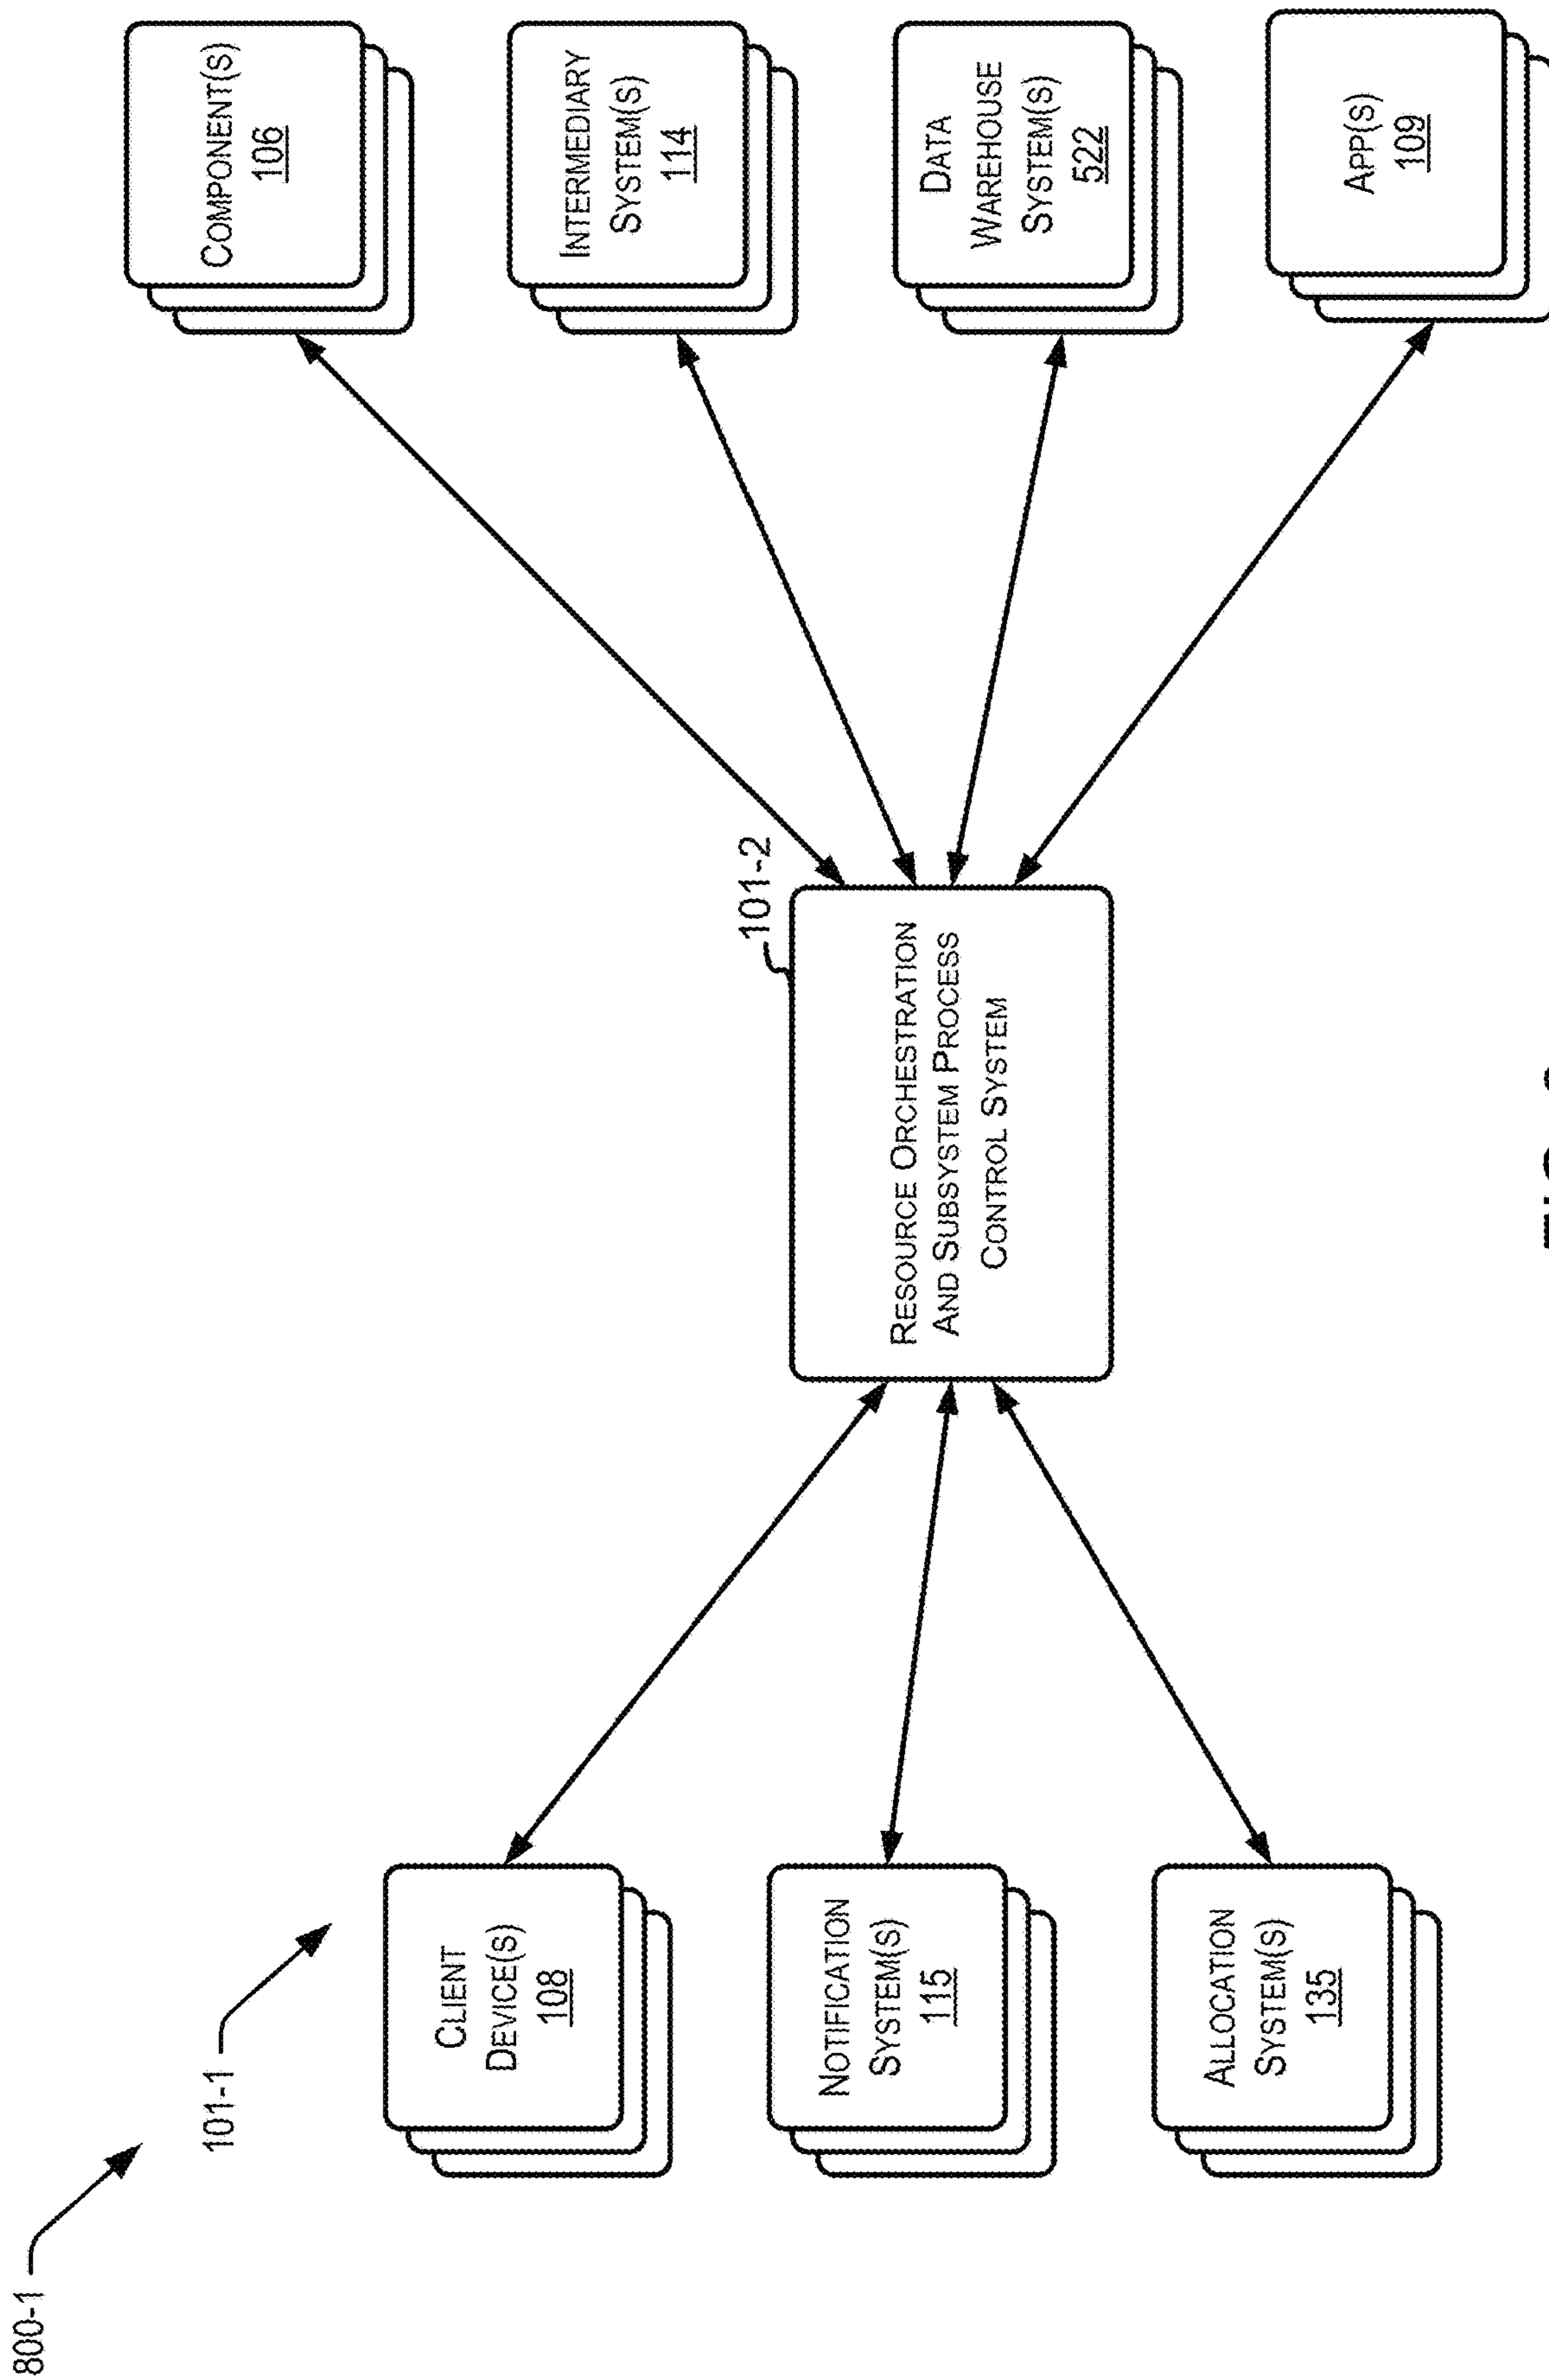 800-1
101-1
CLIENT
DEVICE(S)
108
NOTIFICATION
SYSTEM(S)
115
ALLOCATION
SYSTEM(S)
135
101-2
RESOURCE ORCHESTRATION
AND SUBSYSTEM PROCESS
CONTROL SYSTEM
COMPONENT(S)
106
INTERMEDIARY
SYSTEM(S)
114
DATA
WAREHOUSE
SYSTEM(S)
522
APP(S)
109